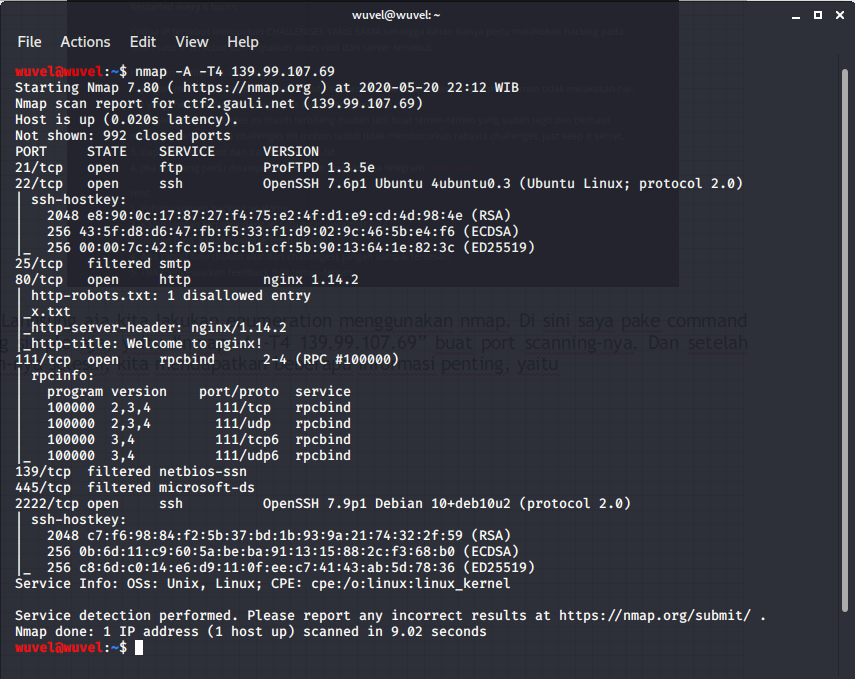 wuvel@wuvel: ~
File Actions Edit View Help
wuvel@wuvel:~$ nmap -A -T4 139.99.107.69
Starting Nmap 7.80 ( https://nmap.org ) at 2020-05-20 22:12 WIB
Nmap scan report for ctf2.gauli.net (139.99.107.69)
Host is up (0.020s latency).
Not shown: 992 closed ports
PORT     STATE    SERVICE      VERSION
21/tcp   open     ftp          ProFTPD 1.3.5e
22/tcp   open     ssh          OpenSSH 7.6p1 Ubuntu 4ubuntu0.3 (Ubuntu Linux; protocol 2.0)
| ssh-hostkey:
|   2048 e8:90:0c:17:87:27:f4:75:e2:4f:d1:e9:cd:4d:98:4e (RSA)
|   256 43:5f:d8:d6:47:fb:f5:33:f1:d9:02:9c:46:5b:e4:f6 (ECDSA)
|_  256 00:00:7c:42:fc:05:bc:b1:cf:5b:90:13:64:1e:82:3c (ED25519)
25/tcp   filtered smtp
80/tcp   open     http         nginx 1.14.2
| http-robots.txt: 1 disallowed entry
|_x.txt
|_http-server-header: nginx/1.14.2
|_http-title: Welcome to nginx!
111/tcp  open     rpcbind      2-4 (RPC #100000)
| rpcinfo:
|   program version    port/proto  service
|   100000  2,3,4        111/tcp   rpcbind
|   100000  2,3,4        111/udp   rpcbind
|   100000  3,4          111/tcp6  rpcbind
|_  100000  3,4          111/udp6  rpcbind
139/tcp  filtered netbios-ssn
445/tcp  filtered microsoft-ds
2222/tcp open     ssh          OpenSSH 7.9p1 Debian 10+deb10u2 (protocol 2.0)
| ssh-hostkey:
|   2048 c7:f6:98:84:f2:5b:37:bd:1b:93:9a:21:74:32:2f:59 (RSA)
|   256 0b:6d:11:c9:60:5a:be:ba:91:13:15:88:2c:f3:68:b0 (ECDSA)
|_  256 c8:6d:c0:14:e6:d9:11:0f:ee:c7:41:43:ab:5d:78:36 (ED25519)
Service Info: OSs: Unix, Linux; CPE: cpe:/o:linux:linux_kernel
Service detection performed. Please report any incorrect results at https://nmap.org/submit/ .
Nmap done: 1 IP address (1 host up) scanned in 9.02 seconds
wuvel@wuvel:~$
kita lakukan enumeration menggunakan nmap. Di sini saya pake command
-T4 139.99.107.69" buat port scanning-nya. Dan setelah
kita mendapatkan beberapa informasi penting, yaitu